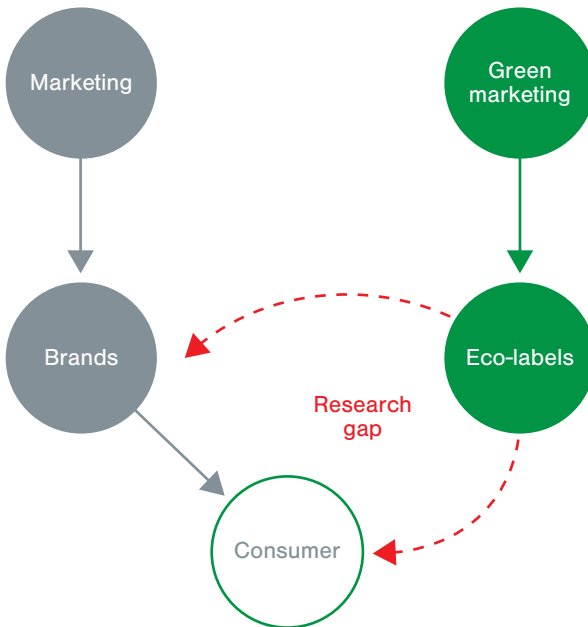 Marketing
Green
marketing
Brands
Eco-labels
Research
gap
Consumer